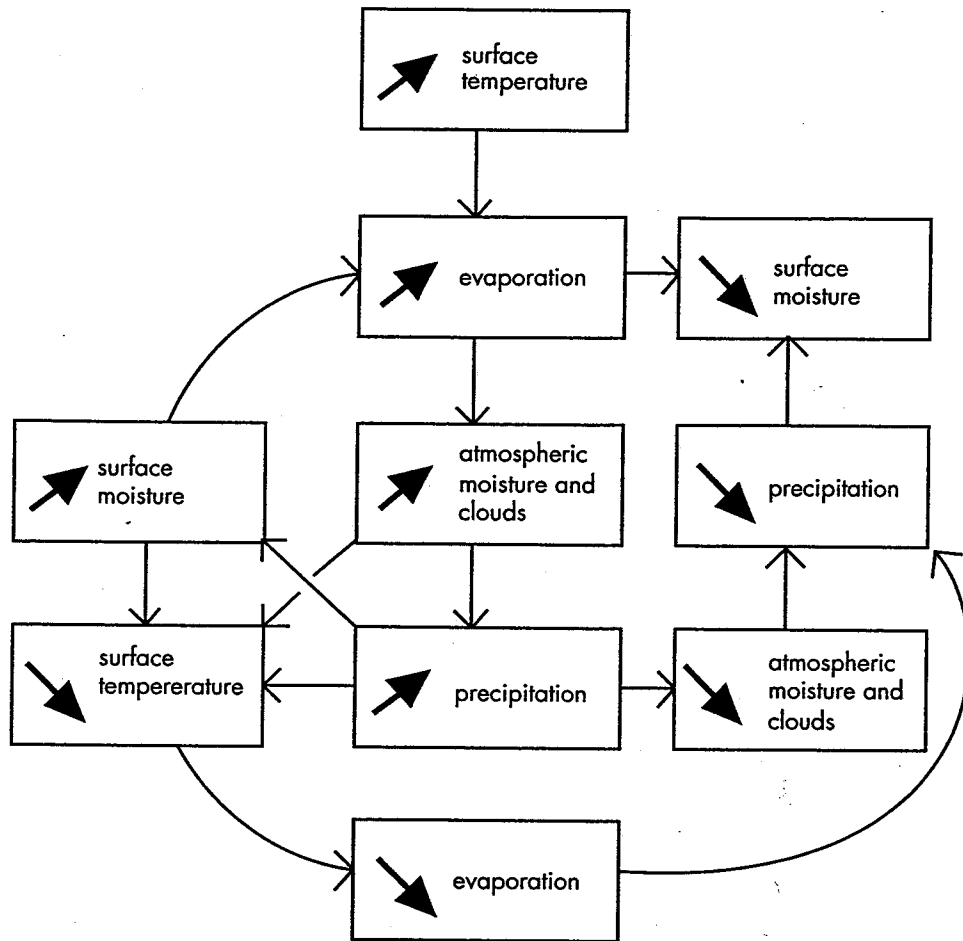 surface
temperature
evaporation
surface
moisture
surface
moisture
atmospheric
moisture and
clouds
precipitation
surface
tempererature
precipitation
atmospheric
moisture and
clouds
evaporation